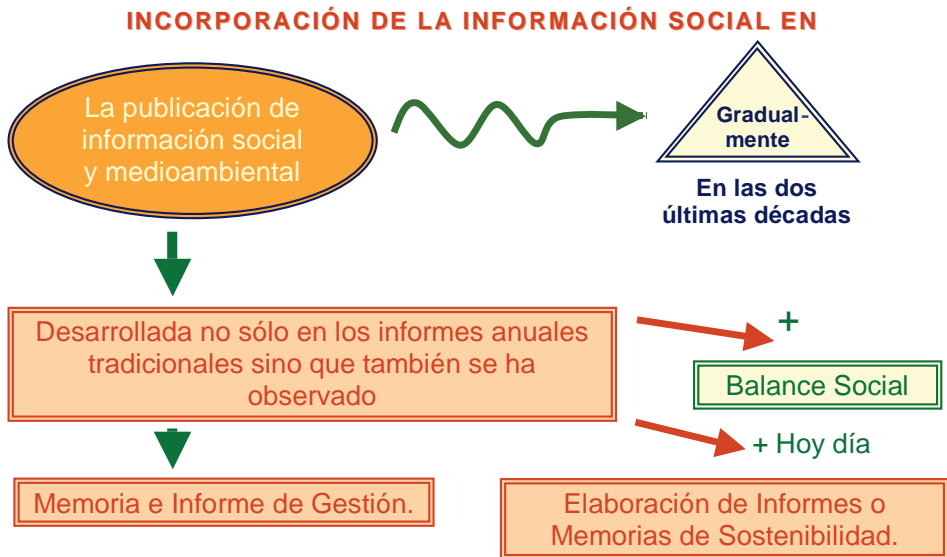 INCORPORACIÓN DE LA INFORMACIÓN SOCIAL EN
La publicación de
información social
y medioambiental
Gradual-
mente
En las dos
últimas décadas
Desarrollada no sólo en los informes anuales
tradicionales sino que también se ha
observado
+
Balance Social
+ Hoy día
Memoria e Informe de Gestión.
Elaboración de Informes o
Memorias de Sostenibilidad.